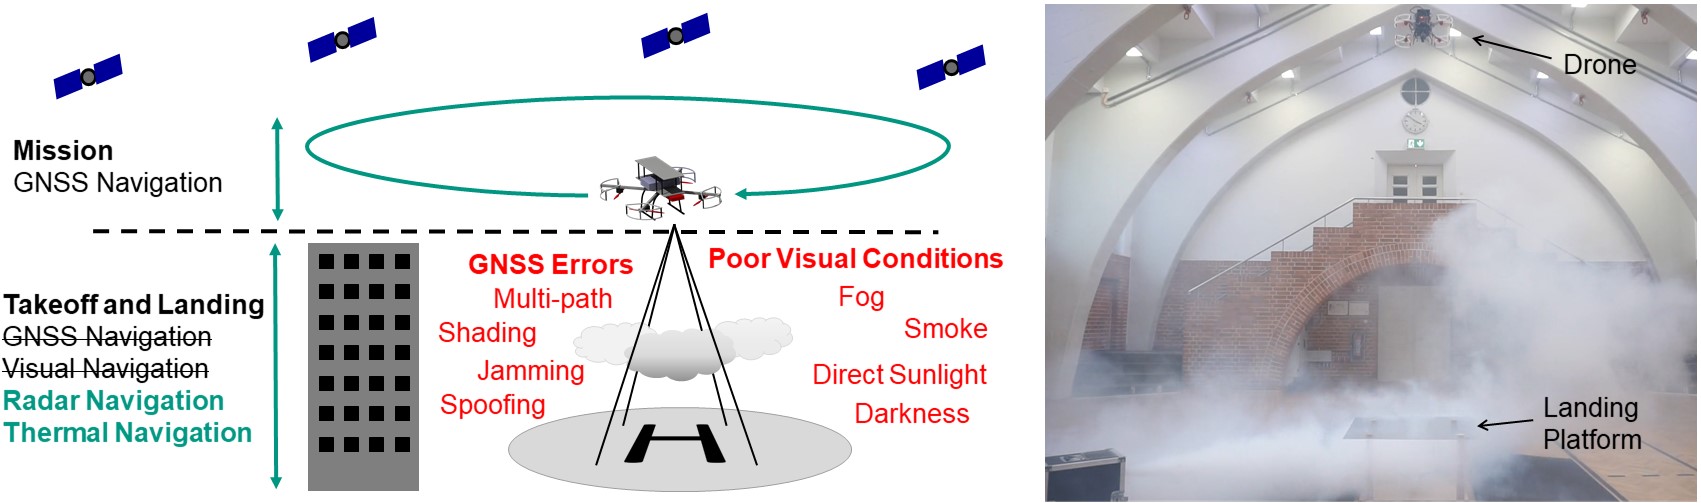 Mission
GNSS Navigation
Takeoff and Landing
GNSS Navigation
Visual Navigation
Radar Navigation
Thermal Navigation
GNSS Errors
Multi-path
Shading
Jamming
Spoofing
Poor Visual Conditions
Fog
Smoke
Direct Sunlight
Darkness
H
Drone
Landing
Platform